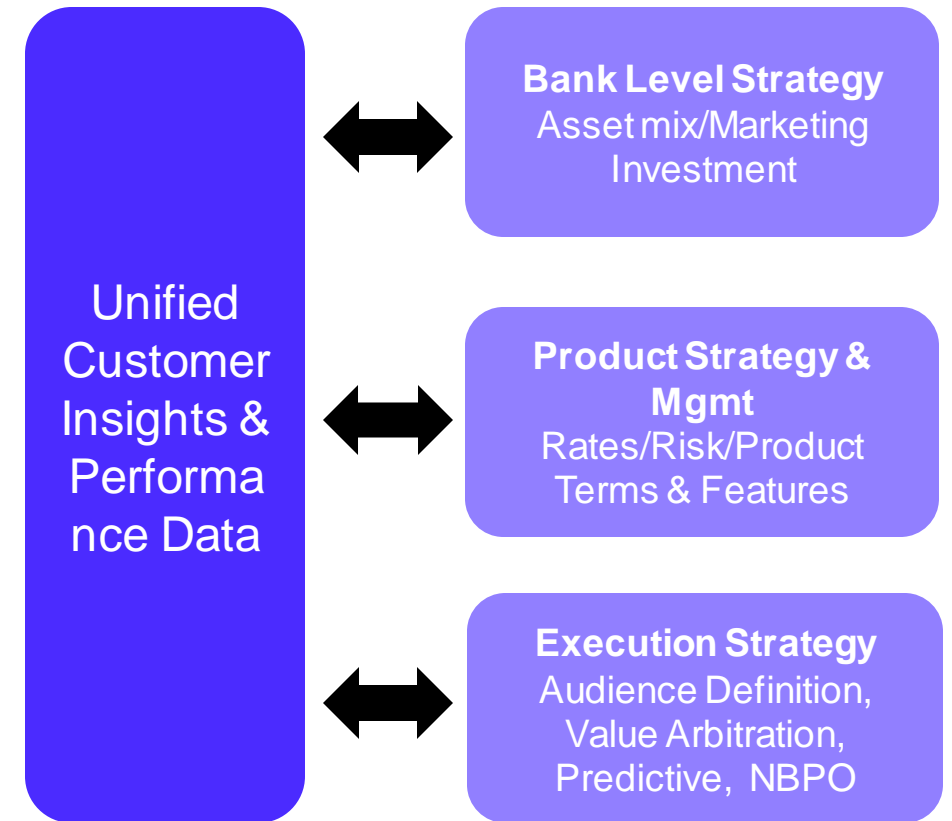 Unified
Customer
Insights &
Performa
nce Data
Bank Level Strategy
Asset mix/Marketing
Investment
Product Strategy &
Mgmt
Rates/Risk/Product
Terms & Features
Execution Strategy
Audience Definition,
Value Arbitration,
Predictive, NBPO